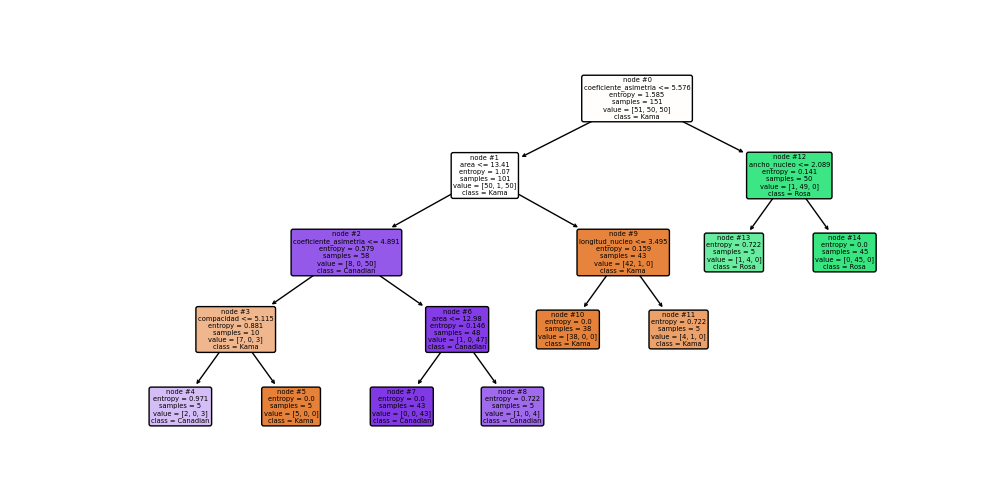 node #0
coeficiente_asimetria <= 5.576
entropy = 1.585
samples = 151
value = [51, 50, 50]
class = Kama
node #1
area <= 13.41
entropy = 1.07
samples = 101
value = [50, 1, 50]
class = Kama
node #12
ancho_nucleo <= 2.089
entropy = 0.141
samples = 50
value = [1, 49, 0]
class = Rosa
node #2
coeficiente_asimetria <= 4.891
entropy = 0.579
samples = 58
value = [8, 0, 50]
class = Canadian
node #9
longitud_nucleo <= 3.495
entropy = 0.159
samples = 43
value = [42, 1, 0]
class = Kama
node #13
entropy = 0.722
samples = 5
value = [1, 4, 0]
class = Rosa
node #14
entropy = 0.0
samples = 45
value = [0, 45, 0]
class = Rosa
node #3
compacidad <= 5.115
entropy = 0.881
samples = 10
value = [7, 0, 3]
class = Kama
node #6
area <= 12.98
entropy = 0.146
samples = 48
value = [1, 0, 47]
class = Canadian
node #10
entropy = 0.0
samples = 38
value = [38, 0, 0]
class = Kama
node #11
entropy = 0.722
samples = 5
value = [4, 1, 0]
class = Kama
node #4
entropy = 0.971
samples = 5
value = [2, 0, 3]
class = Canadian
node #5
entropy = 0.0
samples = 5
value = [5, 0, 0]
class = Kama
node #7
entropy = 0.0
samples = 43
value = [0, 0, 43]
class = Canadian
node #8
entropy = 0.722
samples = 5
value = [1, 0, 4]
class = Canadian